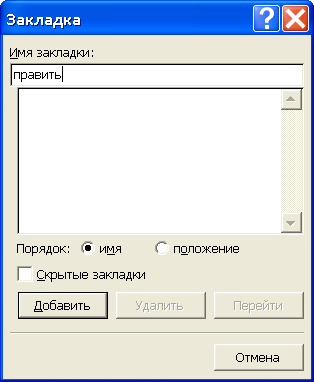 Закладка
Имя закладки:
править
Порядок: имя положение
Скрытые закладки
Добавить Удалить Перейти
Отмена